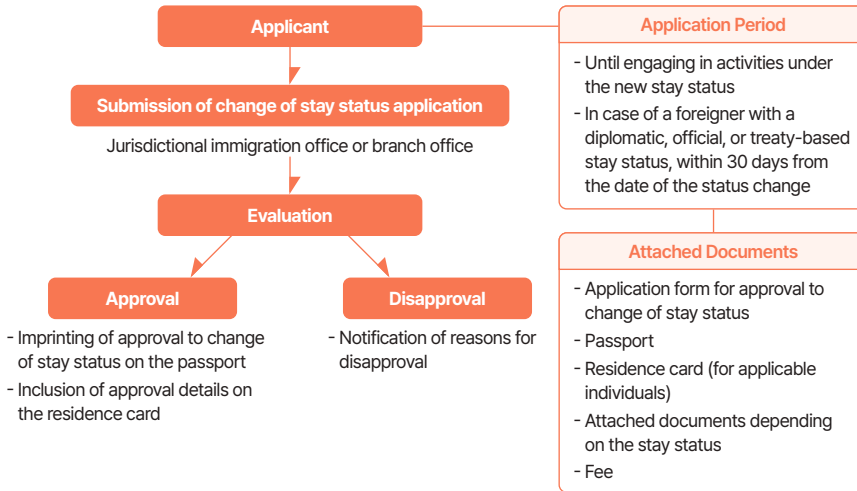 Applicant
Submission of change of stay status application
Jurisdictional immigration office or branch office
Evaluation
Approval
- Imprinting of approval to change
of stay status on the passport
- Inclusion of approval details on
the residence card
Disapproval
- Notification of reasons for
disapproval
Application Period
- Until engaging in activities under
the new stay status
- In case of a foreigner with a
diplomatic, official, or treaty-based
stay status, within 30 days from
the date of the status change
Attached Documents
- Application form for approval to
change of stay status
- Passport
- Residence card (for applicable
individuals)
- Attached documents depending
on the stay status
- Fee